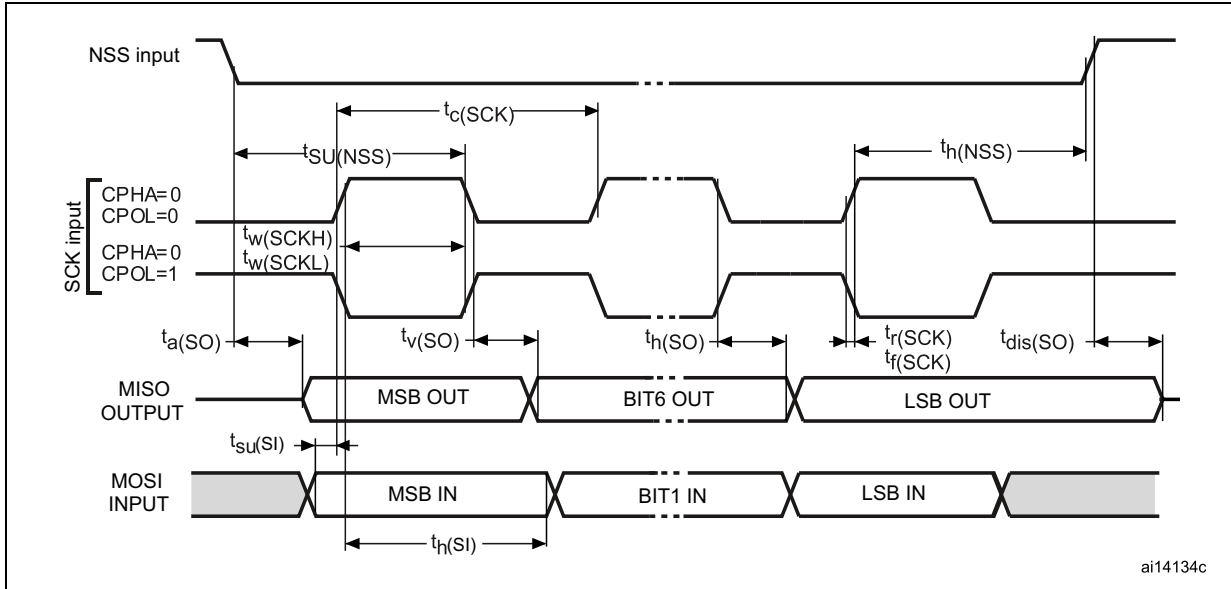 NSS input
tc(SCK)
tSU(NSS)
th(NSS)
SCK input
CPHA=0
CPOL=0
CPHA=0
CPOL=1
tw(SCKH)
tw(SCKL)
ta(SO)
tv(SO)
th(SO)
tr(SCK)
tf(SCK)
tdis(SO)
MISO
OUTPUT
MSB OUT
BIT6 OUT
LSB OUT
tsu(SI)
MOSI
INPUT
MSB IN
BIT1 IN
LSB IN
th(SI)
ai14134c